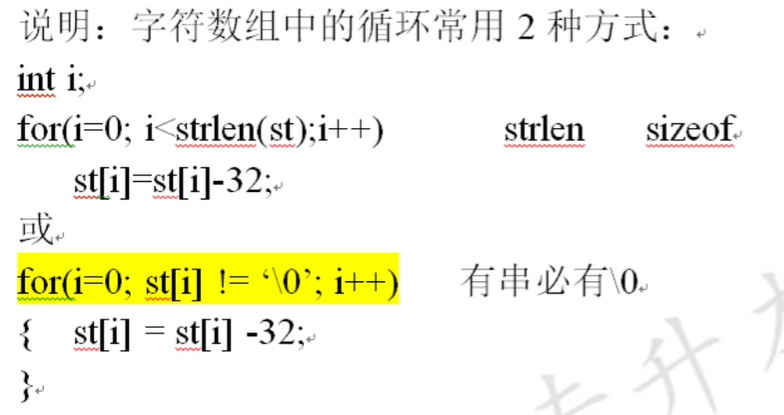 说明：字符数组中的循环常用 2 种方式：
int i;
for(i=0; i<strlen(st);i++) strlen sizeof
st[i]=st[i]-32;
或
for(i=0; st[i] != ‘\0’; i++) 有串必有\0
{ st[i] = st[i] -32;
}